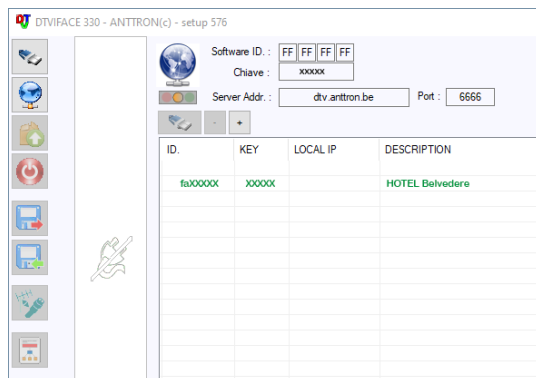 DTVIFACE 330 - ANTTRON(c) - setup 576
Software ID. : FF FF FF FF
Chiave : xxxxx
Server Addr. : dtv.anttron.be Port : 6666
- +
ID. KEY LOCAL IP DESCRIPTION
faXXXXX XXXXX HOTEL Belvedere